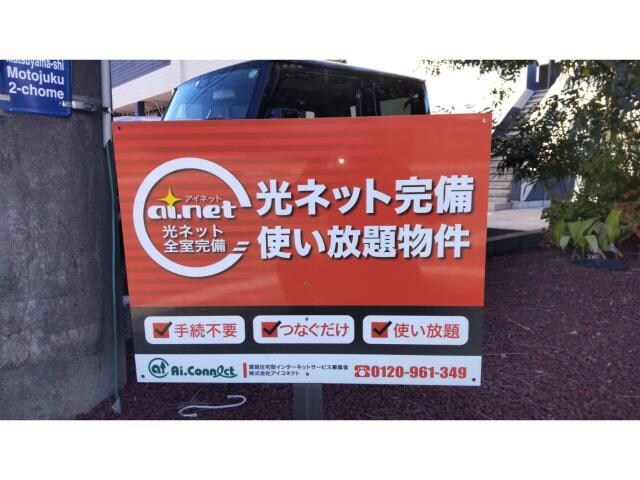 Matsuyama-shi
Motojuku
2-chome
アイネット
ai.net
光ネット
全室完備
光ネット完備
使い放題物件
手続不要
つなぐだけ
使い放題
Ai.Connect
賃貸住宅型インターネットサービス事業者
株式会社アイコネクト
☎0120-961-349